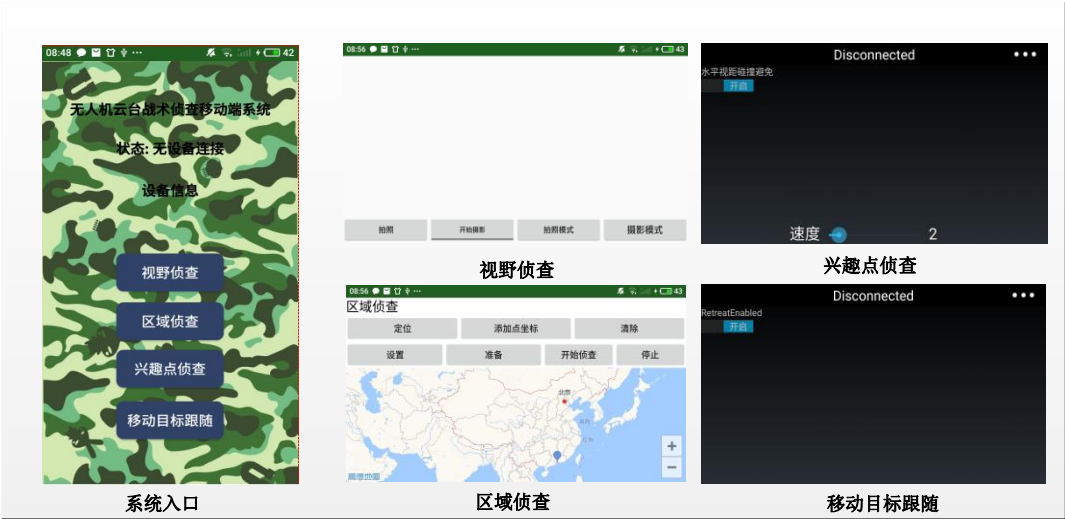 08:48
42
无人机云台战术侦查移动端系统
状态: 无设备连接
设备信息
视野侦查
区域侦查
兴趣点侦查
移动目标跟随
系统入口
08:56
43
拍照
开始摄影
拍照模式
摄影模式
视野侦查
Disconnected
水平视距碰撞避免
开启
速度
2
兴趣点侦查
08:56
43
区域侦查
定位
添加点坐标
清除
设置
准备
开始侦查
停止
北京
+
−
高德地图
区域侦查
Disconnected
RetreatEnabled
开启
移动目标跟随